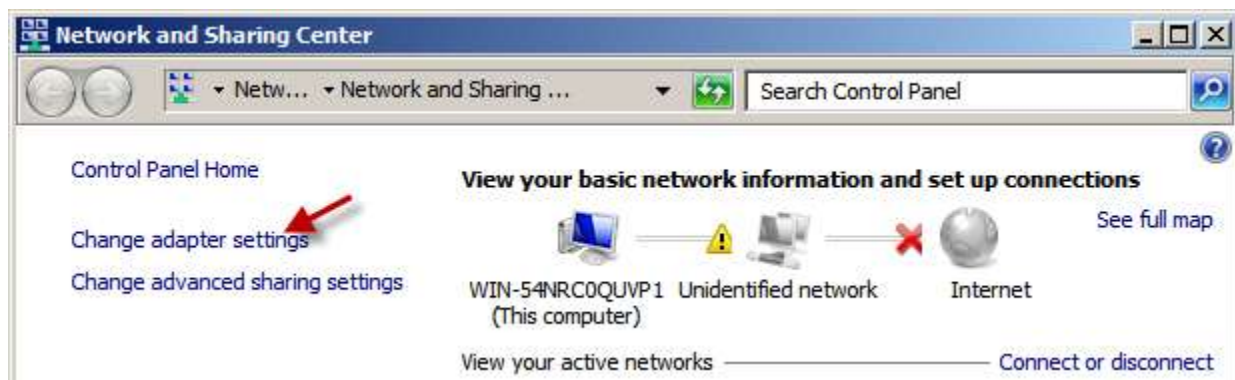 Network and Sharing Center
Netw... Network and Sharing ... Search Control Panel
Control Panel Home
Change adapter settings
Change advanced sharing settings
View your basic network information and set up connections
See full map
WIN-54NRC0QUVP1 Unidentified network Internet
(This computer)
View your active networks Connect or disconnect